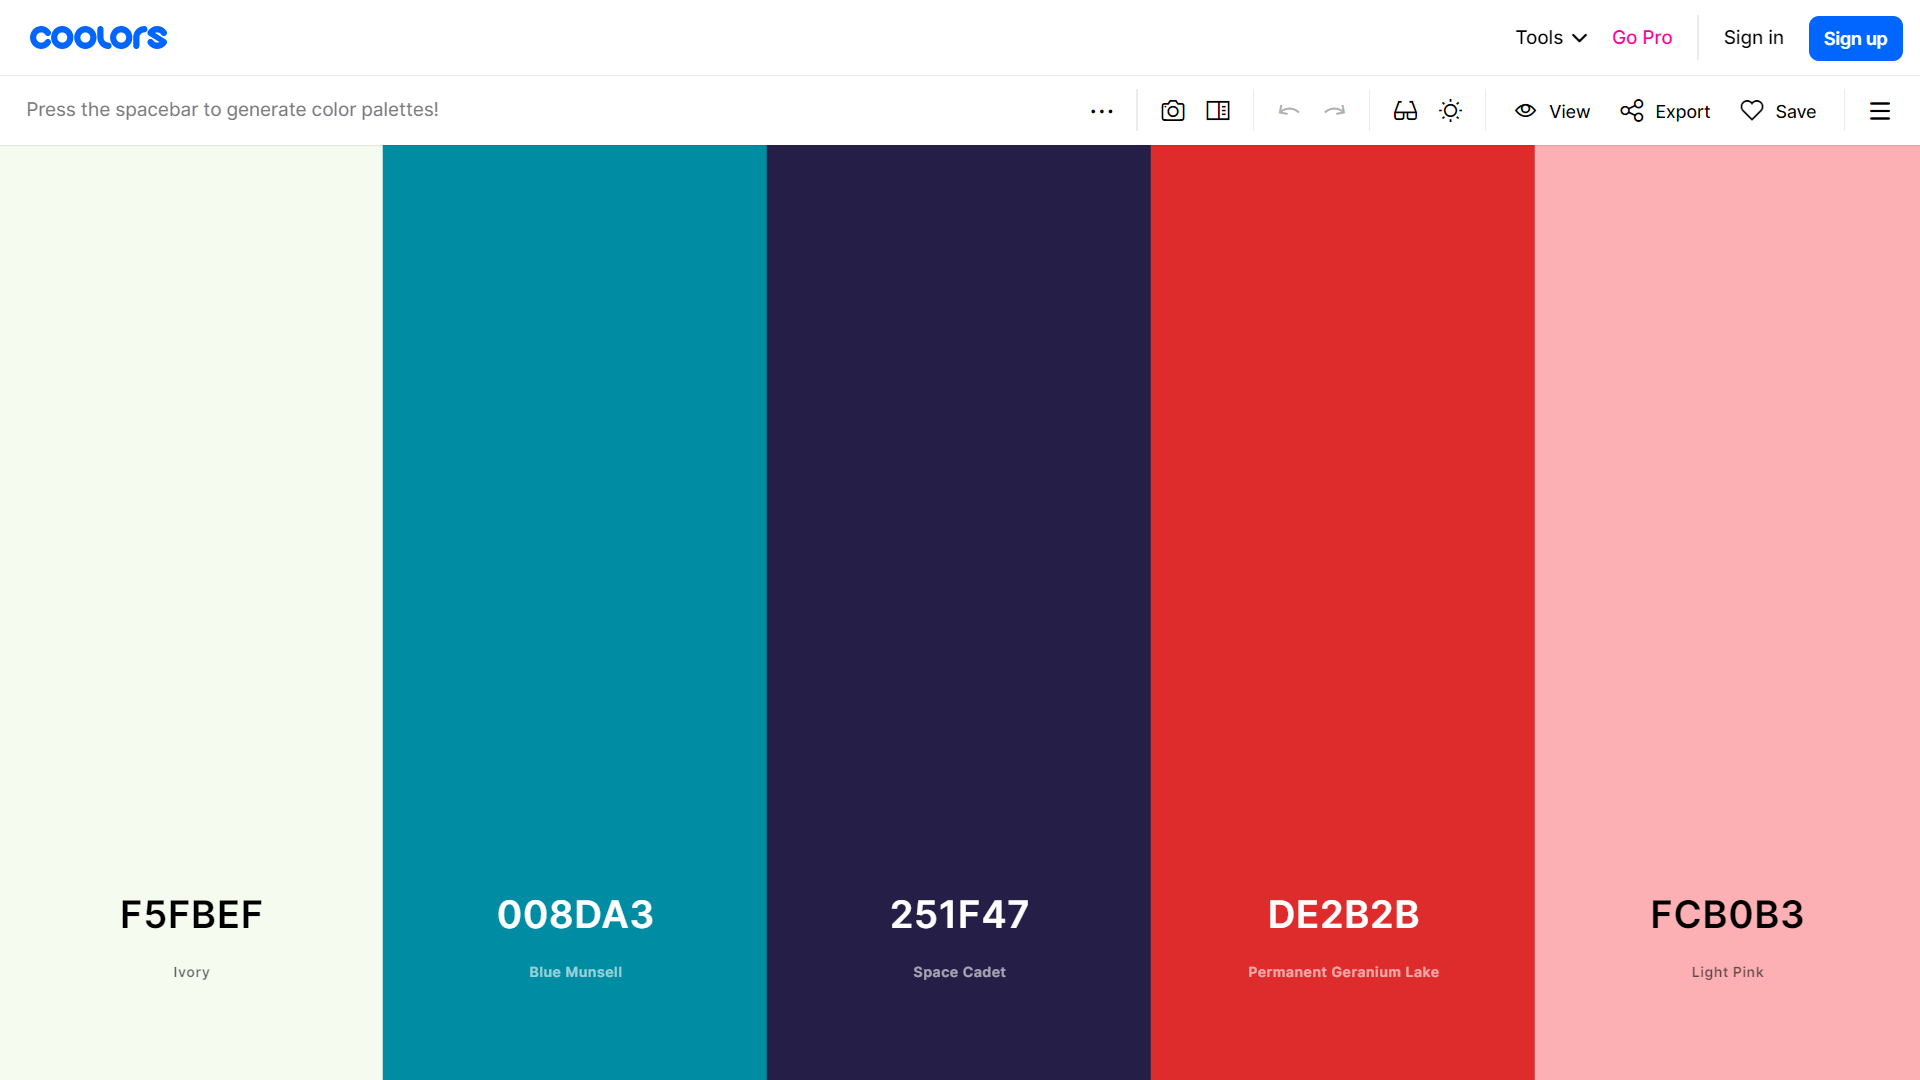 coolors
Tools
Go Pro
Sign in
Sign up
Press the spacebar to generate color palettes!
View
Export
Save
F5FBEF
008DA3
251F47
DE2B2B
FCB0B3
Ivory
Blue Munsell
Space Cadet
Permanent Geranium Lake
Light Pink